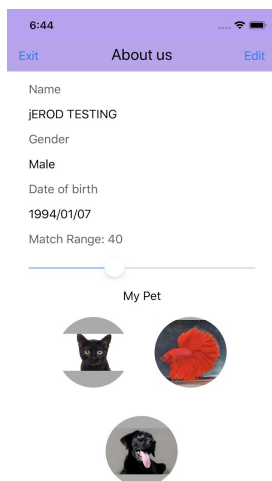 6:44
Exit About us Edit
Name
jEROD TESTING
Gender
Male
Date of birth
1994/01/07
Match Range: 40
My Pet